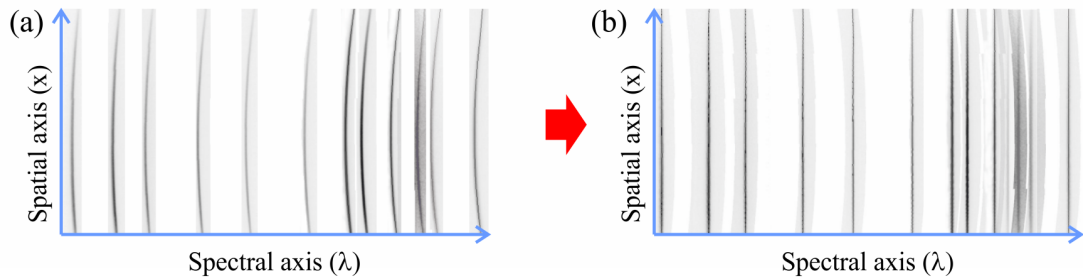 (a)
Spatial axis (x)
Spectral axis (λ)
(b)
Spatial axis (x)
Spectral axis (λ)